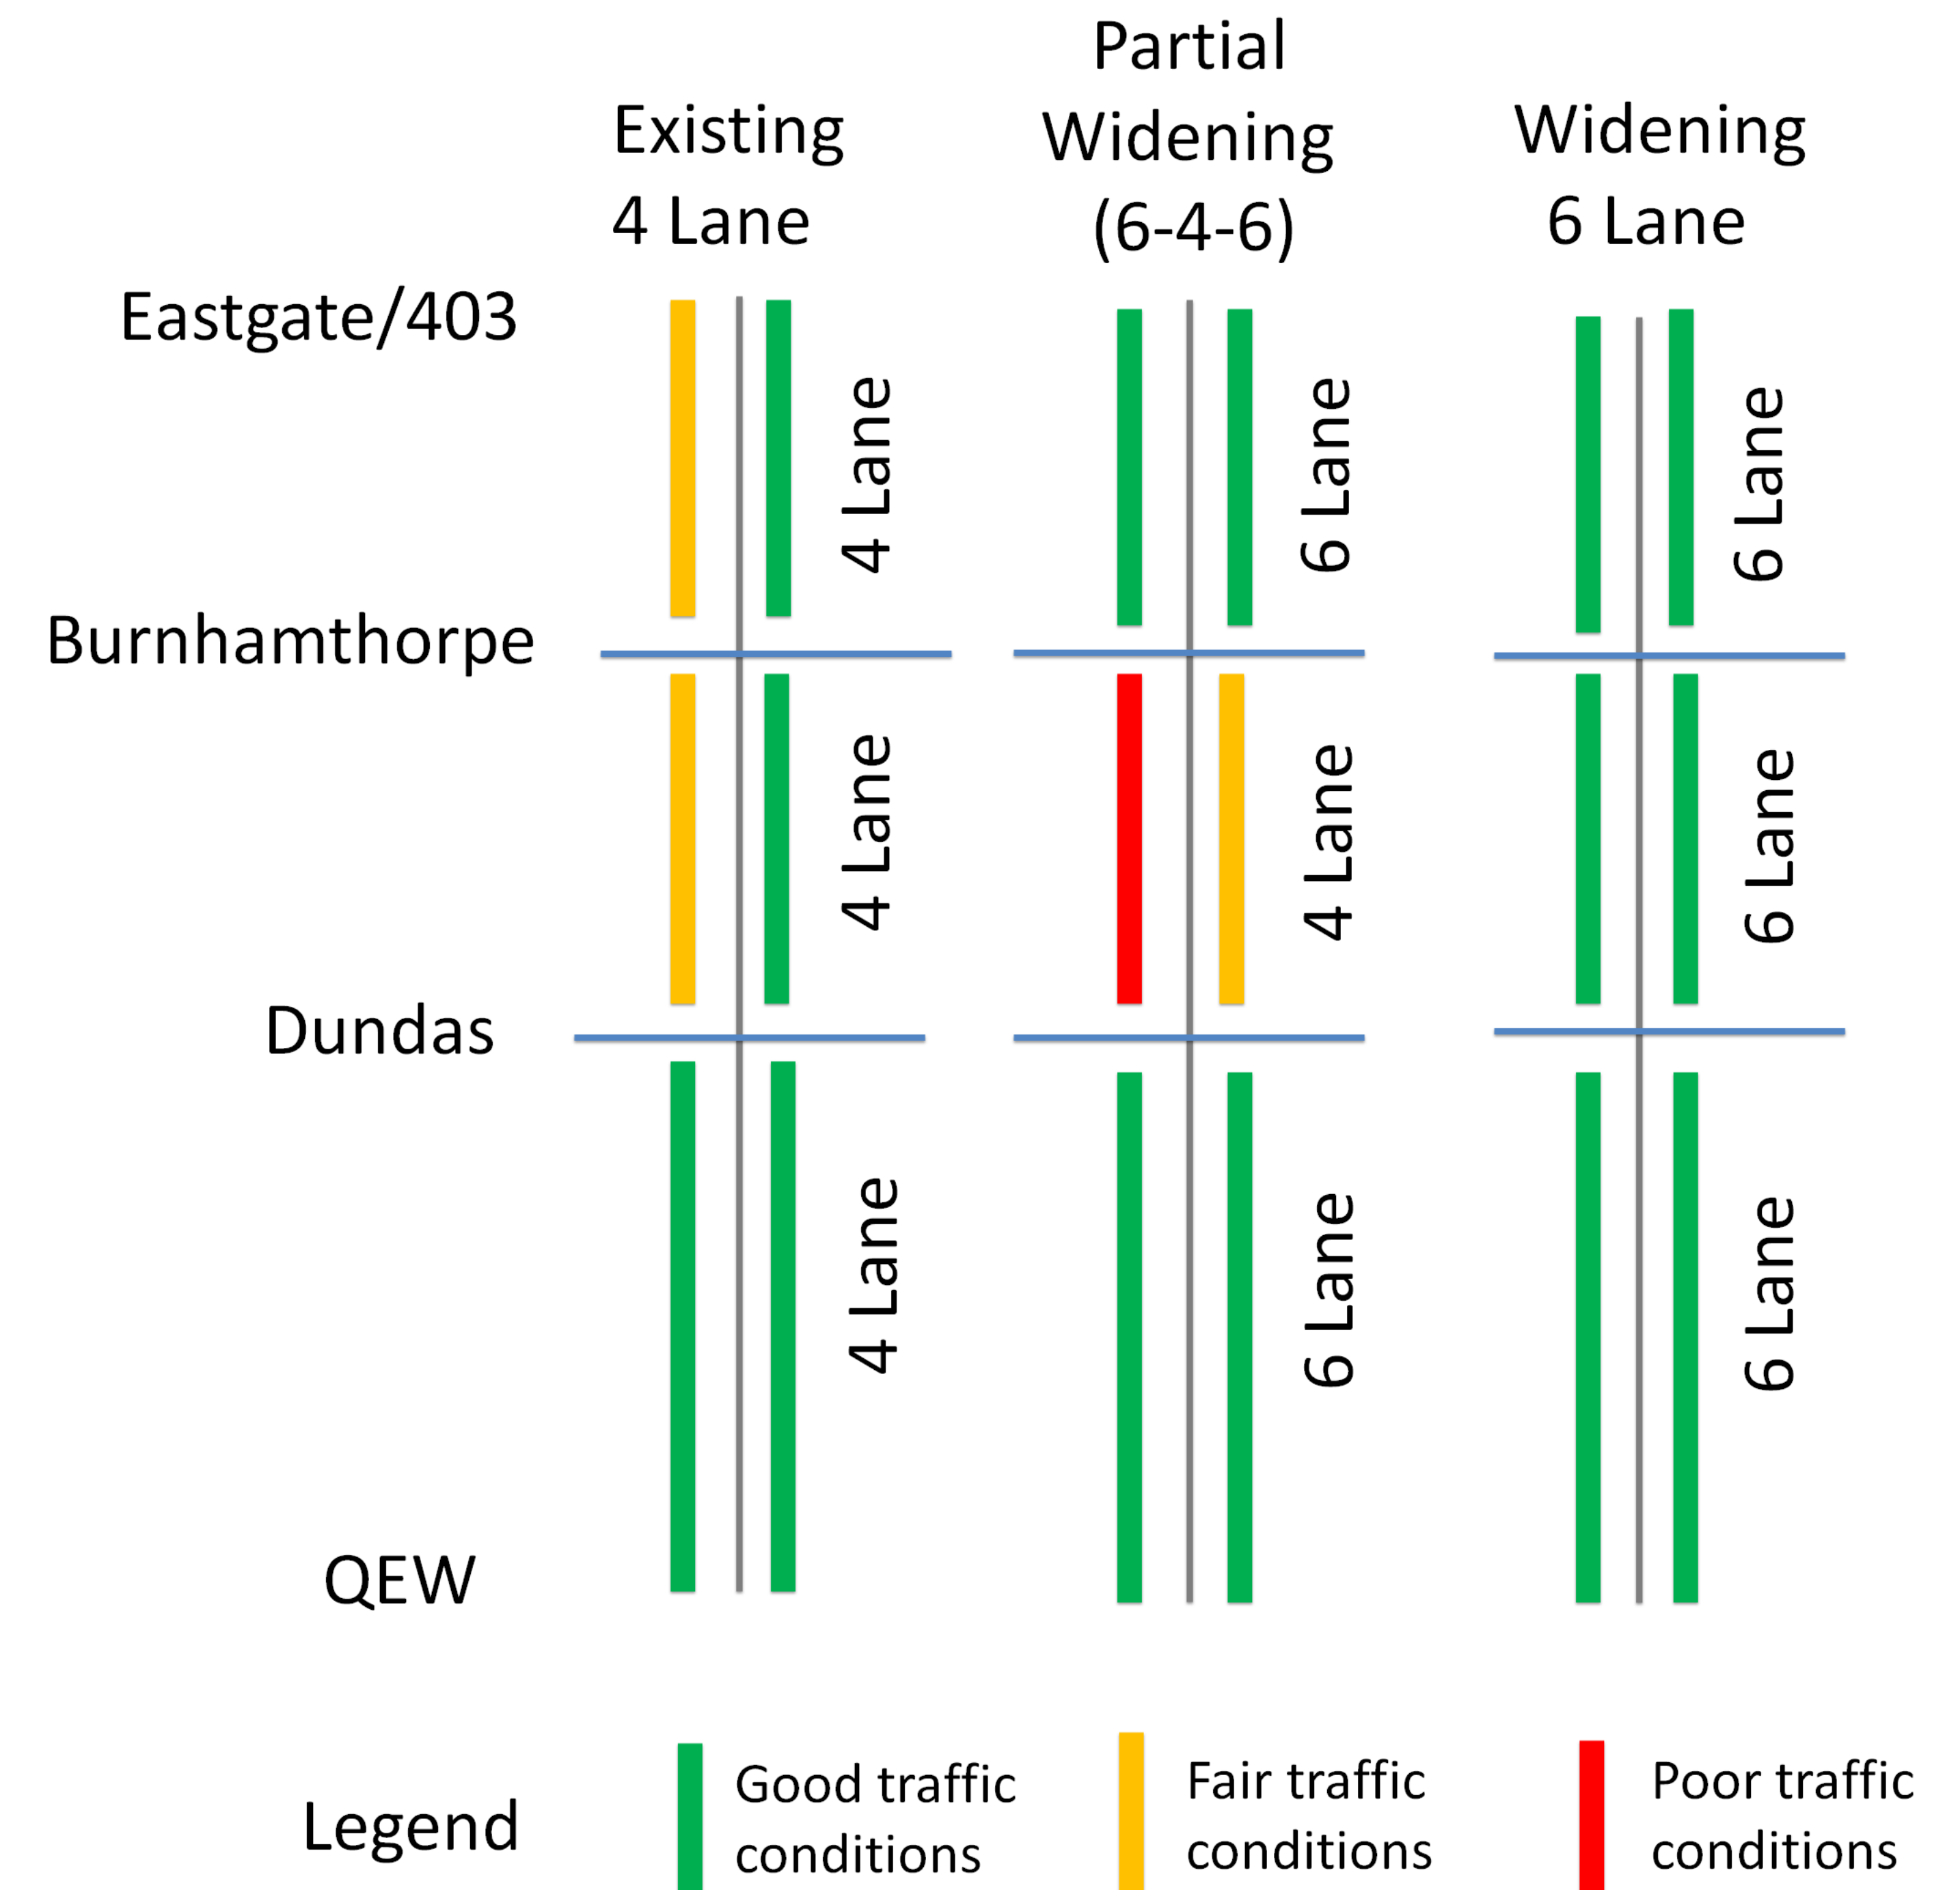 Existing
4 Lane
Partial
Widening
(6-4-6)
Widening
6 Lane
Eastgate/403
4 Lane
6 Lane
6 Lane
Burnhamthorpe
4 Lane
4 Lane
6 Lane
Dundas
4 Lane
6 Lane
6 Lane
QEW
Legend
Good traffic
conditions
Fair traffic
conditions
Poor traffic
conditions